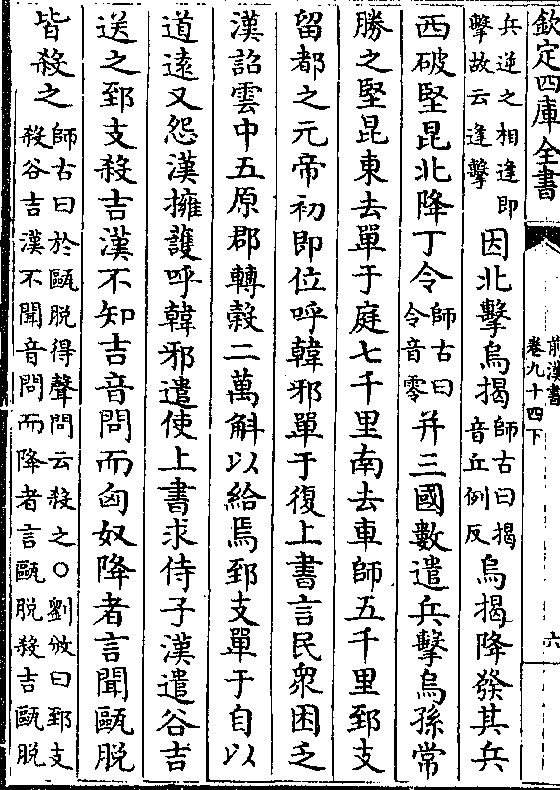 欽定四庫全書
前漢書
卷九十四下
六
兵逆之相逢即
擊故云逢擊
因北擊烏揭
師古曰揭
音丘例反
烏揭降發其兵
西破堅昆北降丁令
師古曰
令音零
并三國數遣兵擊烏孫常
勝之堅昆東去單于庭七千里南去車師五千里郅支
留都之元帝初即位呼韓邪單于復上書言民衆困乏
漢詔雲中五原郡轉穀二萬斛以給焉郅支單于自以
道逺又怨漢擁護呼韓邪遣使上書求侍子漢遣谷吉
送之郅支殺吉漢不知吉音問而匈奴降者言聞甌脫
皆殺之
師古曰於甌脫得聲問云殺之○劉攽曰郅支
殺谷吉漢不聞音問而降者言甌脫殺吉甌脫